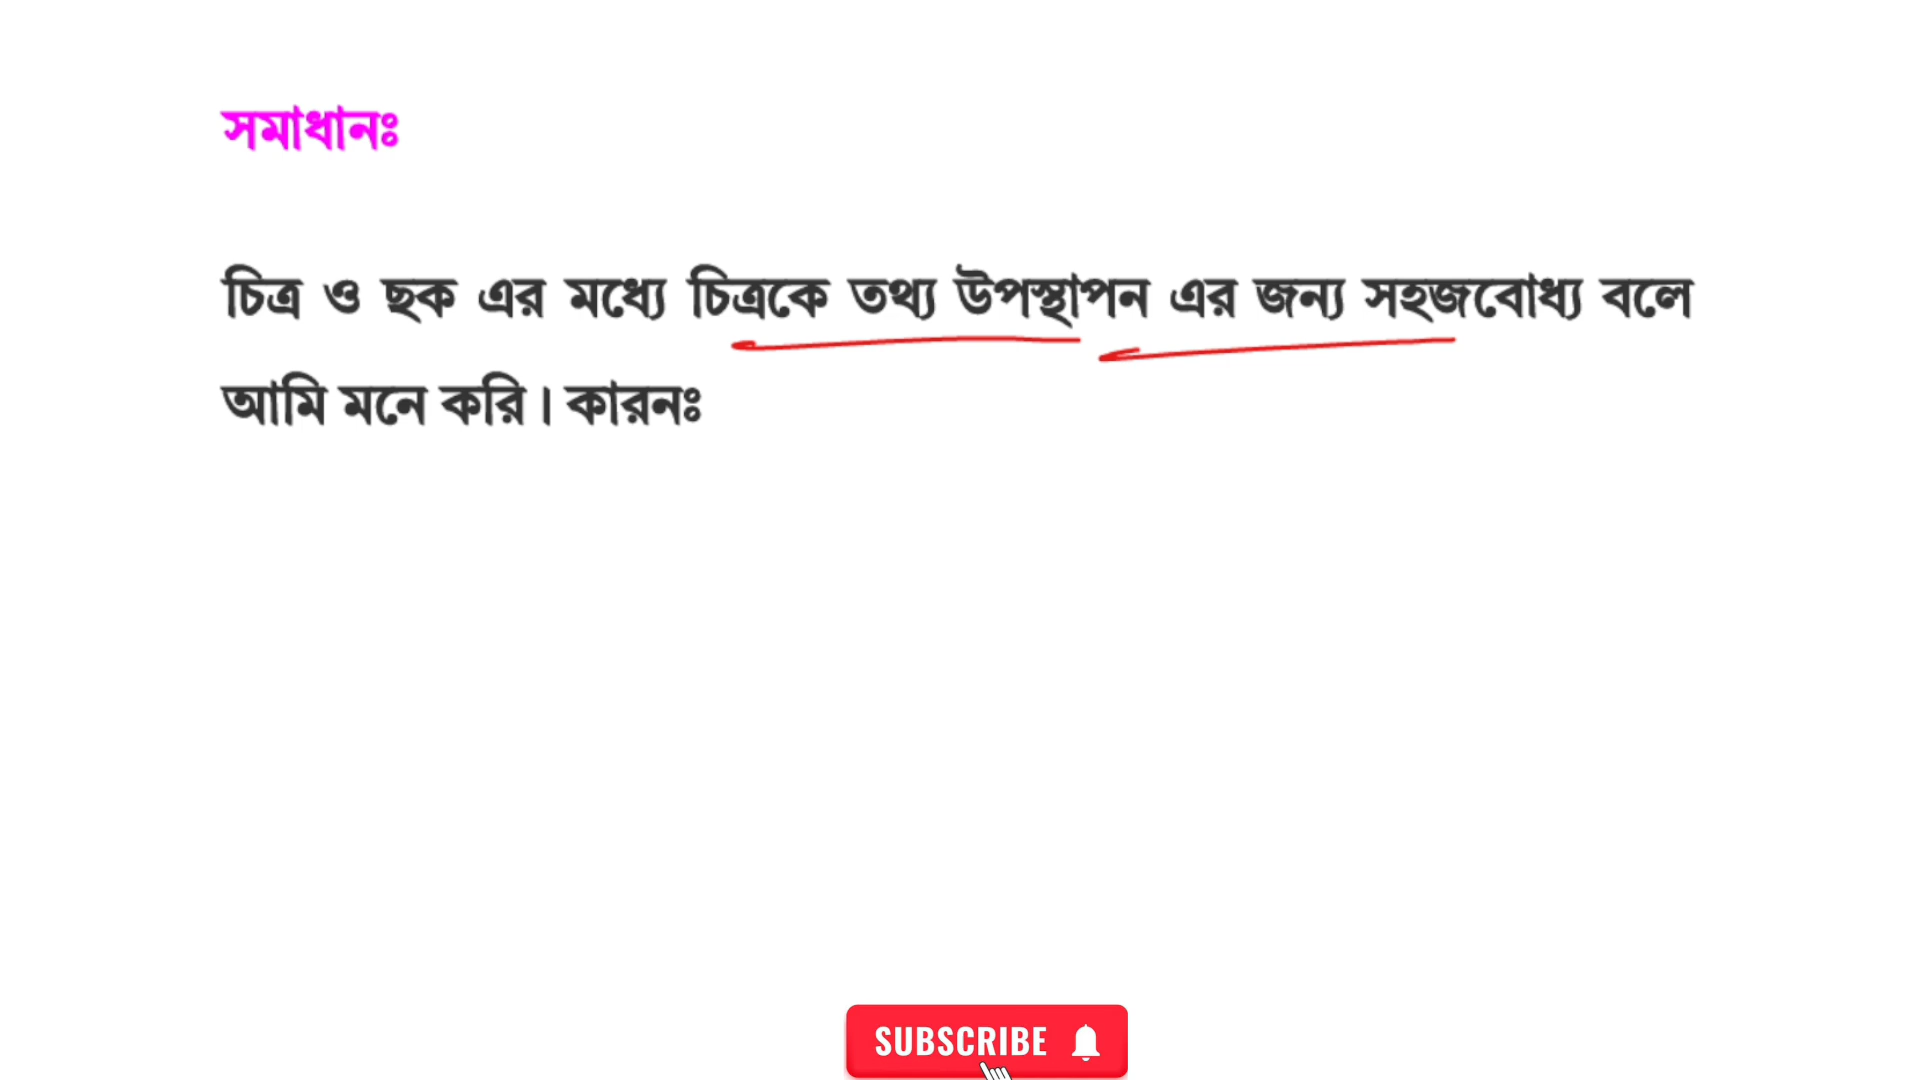 সমাধানঃ
চিত্র ও ছক এর মধ্যে চিত্রকে তথ্য উপস্থাপন এর জন্য সহজবোধ্য বলে
আমি মনে করি। কারনঃ
SUBSCRIBE